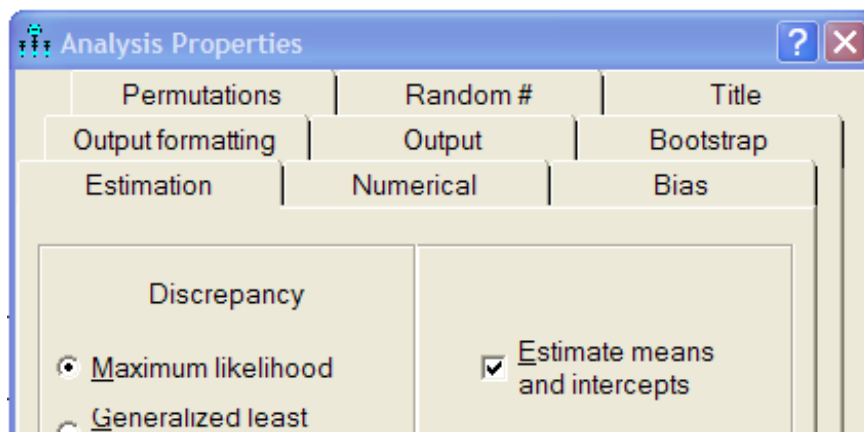 Analysis Properties
Permutations Random # Title
Output formatting Output Bootstrap
Estimation Numerical Bias
Discrepancy
Maximum likelihood
Estimate means
and intercepts
Generalized least